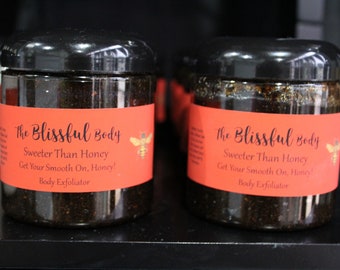 The Blissful Body
Sweeter Than Honey
Get Your Smooth On, Honey!
Body Exfoliator
The Blissful Body
Sweeter Than Honey
Get Your Smooth On, Honey!
Body Exfoliator